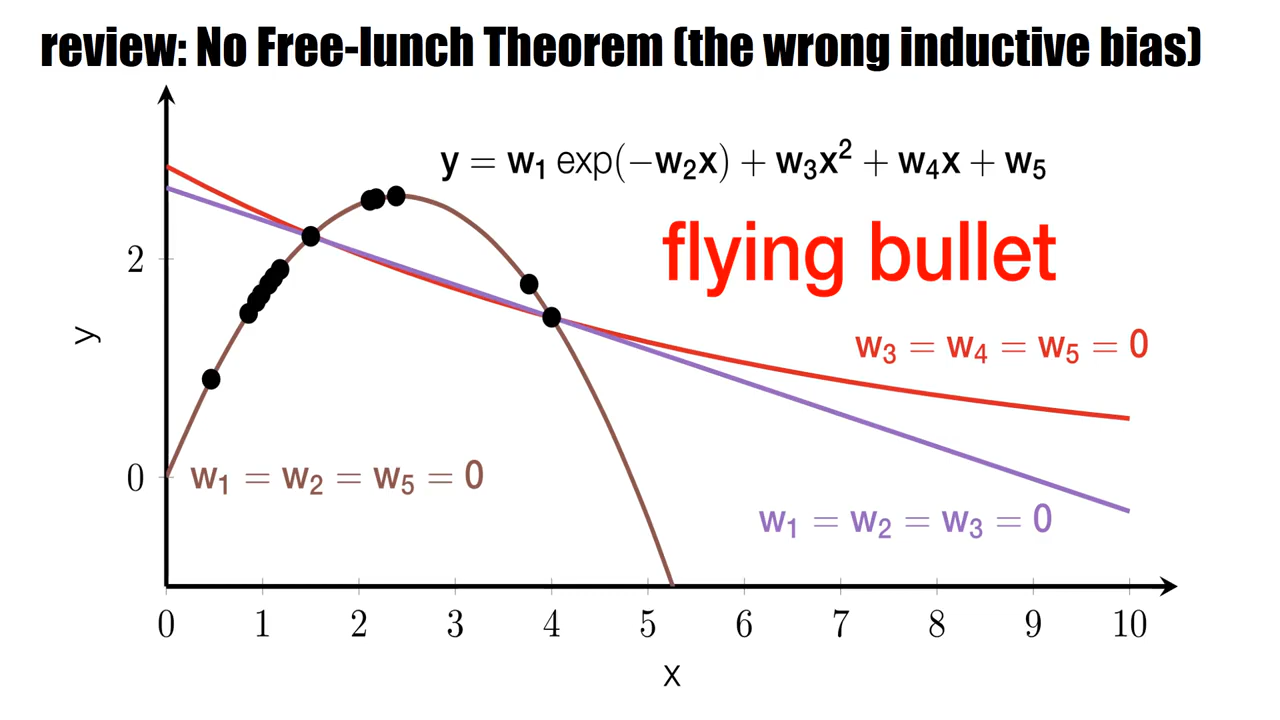 review: No Free-lunch Theorem (the wrong inductive bias)
y = w₁ exp(−w₂x) + w₃x² + w₄x + w₅
flying bullet
2
y
w₃ = w₄ = w₅ = 0
0
w₁ = w₂ = w₅ = 0
w₁ = w₂ = w₃ = 0
0 1 2 3 4 5 6 7 8 9 10
x